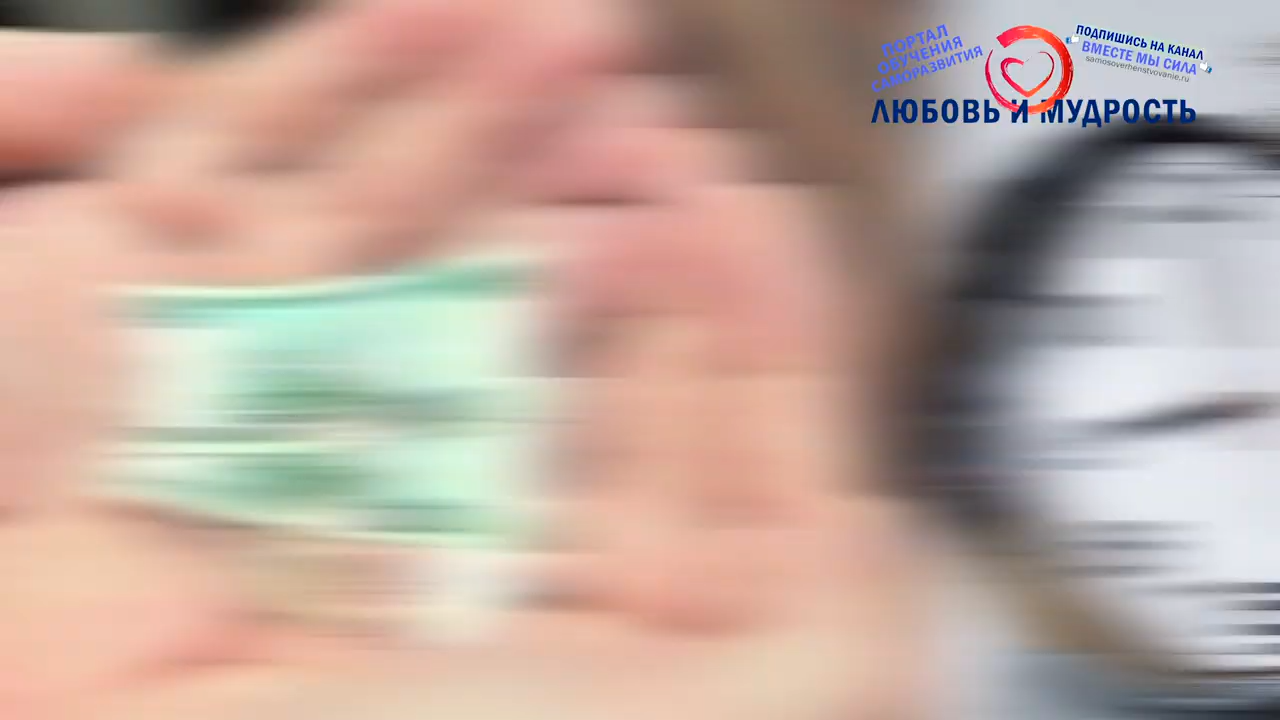 ПОРТАЛ
ОБУЧЕНИЯ
САМОРАЗВИТИЯ
ПОДПИШИСЬ НА КАНАЛ
ВМЕСТЕ МЫ СИЛА
samosoverhenstvovanie.ru
ЛЮБОВЬ И МУДРОСТЬ